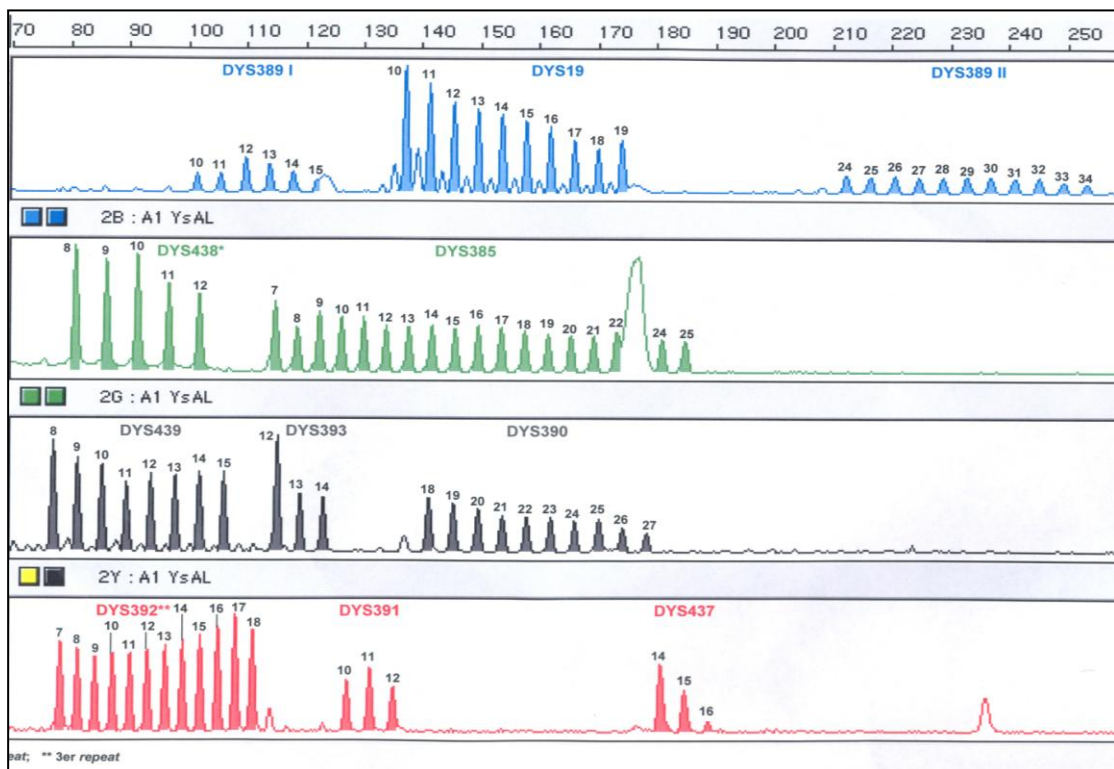 70 80 90 100 110 120 130 140 150 160 170 180 190 200 210 220 230 240 250
DYS389 I DYS19 DYS389 II
10 11 12 13 14 15 10 11 12 13 14 15 16 17 18 19 24 25 26 27 28 29 30 31 32 33 34
2B : A1 YsAL
DYS438* DYS385
8 9 10 11 12 7 8 9 10 11 12 13 14 15 16 17 18 19 20 21 22 24 25
2G : A1 YsAL
DYS439 DYS393 DYS390
8 9 10 11 12 13 14 15 12 13 14 18 19 20 21 22 23 24 25 26 27
2Y : A1 YsAL
DYS392** DYS391 DYS437
7 8 9 10 11 12 13 14 15 16 17 18 10 11 12 14 15 16
eat; ** 3er repeat